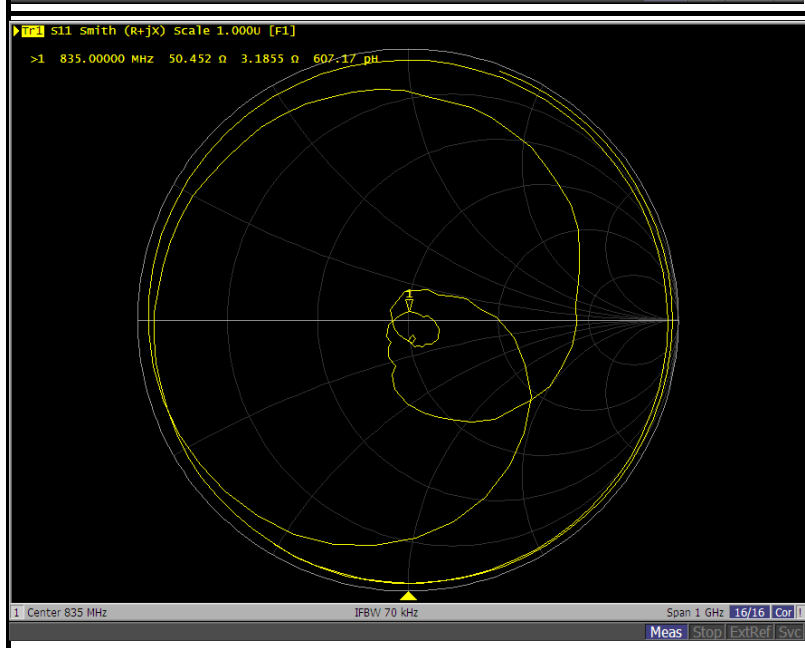 Tr1 S11 Smith (R+jX) Scale 1.000U [F1]
>1 835.00000 MHz 50.452 Ω 3.1855 Ω 607.17 pH
1
1 Center 835 MHz IFBW 70 kHz Span 1 GHz 16/16 Cor !
Meas Stop ExtRef Svc